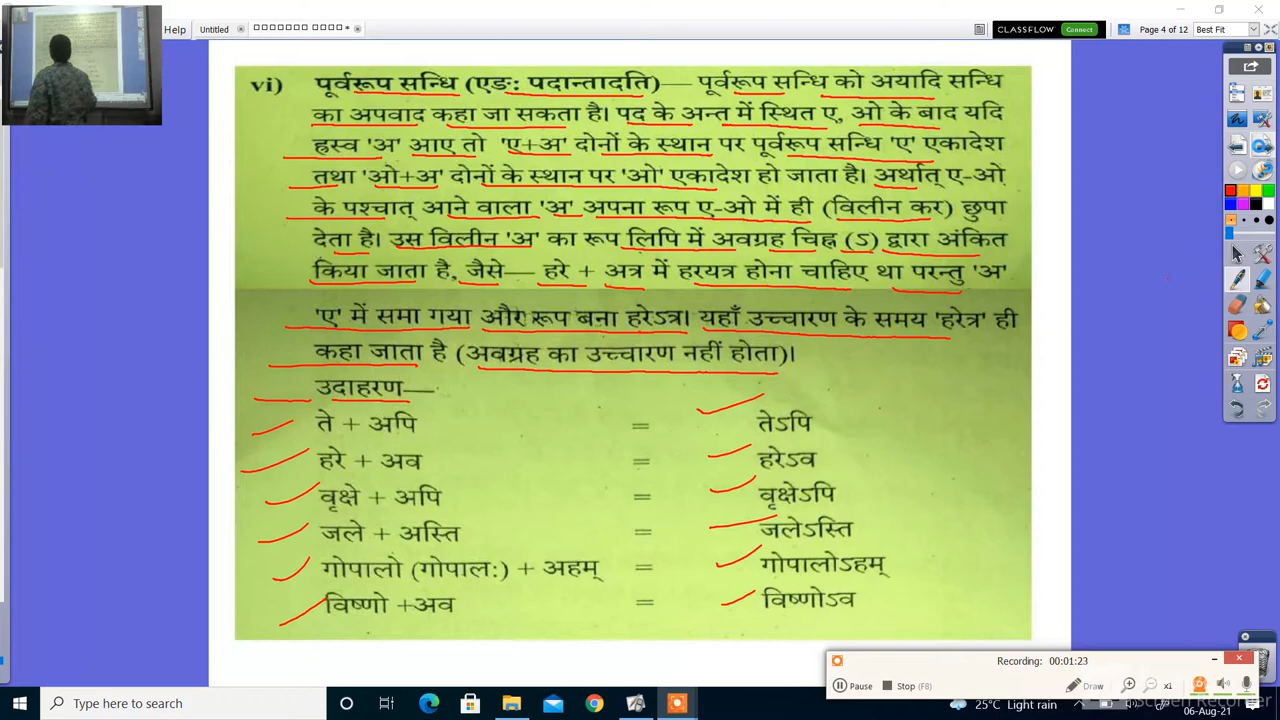 Help
Untitled
CLASSFLOW Connect
Page 4 of 12
Best Fit
vi) पूर्वरूप सन्धि (एङः पदान्तादति)— पूर्वरूप सन्धि को अयादि सन्धि
का अपवाद कहा जा सकता है। पद के अन्त में स्थित ए, ओ के बाद यदि
ह्रस्व 'अ' आए तो 'ए+अ' दोनों के स्थान पर पूर्वरूप सन्धि 'ए' एकादेश
तथा 'ओ+अ' दोनों के स्थान पर 'ओ' एकादेश हो जाता है। अर्थात् ए-ओ
के पश्चात् आने वाला 'अ' अपना रूप ए-ओ में ही (विलीन कर) छुपा
देता है। उस विलीन 'अ' का रूप लिपि में अवग्रह चिह्न (ऽ) द्वारा अंकित
किया जाता है, जैसे— हरे + अत्र में हरयत्र होना चाहिए था परन्तु 'अ'
'ए' में समा गया और रूप बना हरेऽत्र। यहाँ उच्चारण के समय 'हरेत्र' ही
कहा जाता है (अवग्रह का उच्चारण नहीं होता)।
उदाहरण—
ते + अपि = तेऽपि
हरे + अव = हरेऽव
वृक्षे + अपि = वृक्षेऽपि
जले + अस्ति = जलेऽस्ति
गोपालो (गोपालः) + अहम् = गोपालोऽहम्
विष्णो +अव = विष्णोऽव
Recording: 00:01:23
Pause
Stop (F8)
Draw
x1
Type here to search
25°C Light rain
06-Aug-21
Screen Recorder